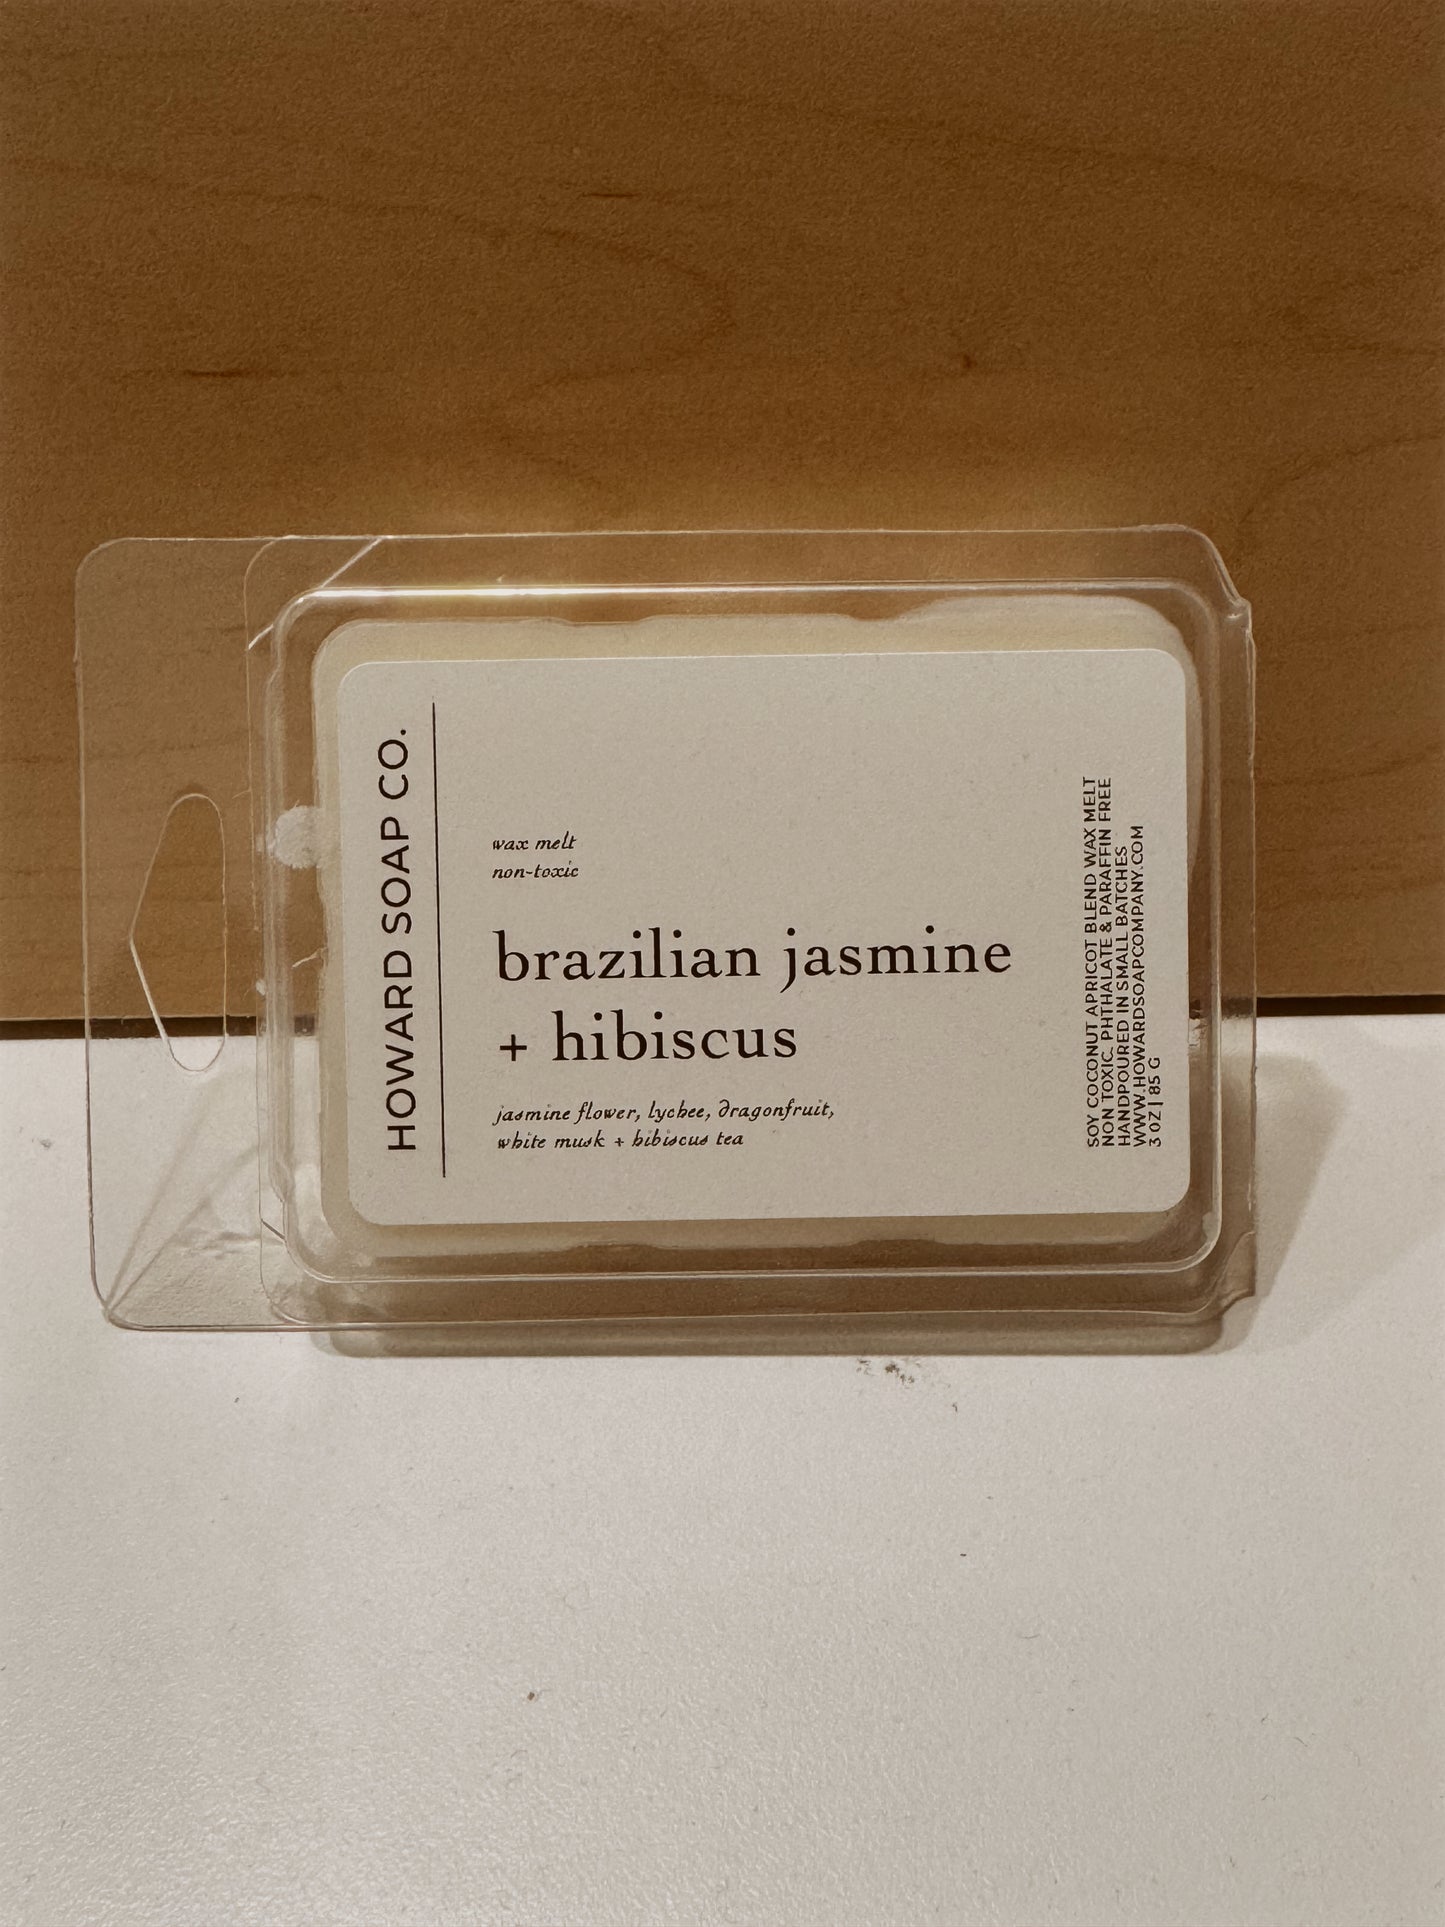 HOWARD SOAP CO.
wax melt
non-toxic
brazilian jasmine
+ hibiscus
jasmine flower, lychee, dragonfruit,
white musk + hibiscus tea
SOY COCONUT APRICOT BLEND WAX MELT
NON TOXIC. PHTHALATE & PARAFFIN FREE
HANDPOURED IN SMALL BATCHES
WWW.HOWARDSOAPCOMPANY.COM
3 OZ | 85 G